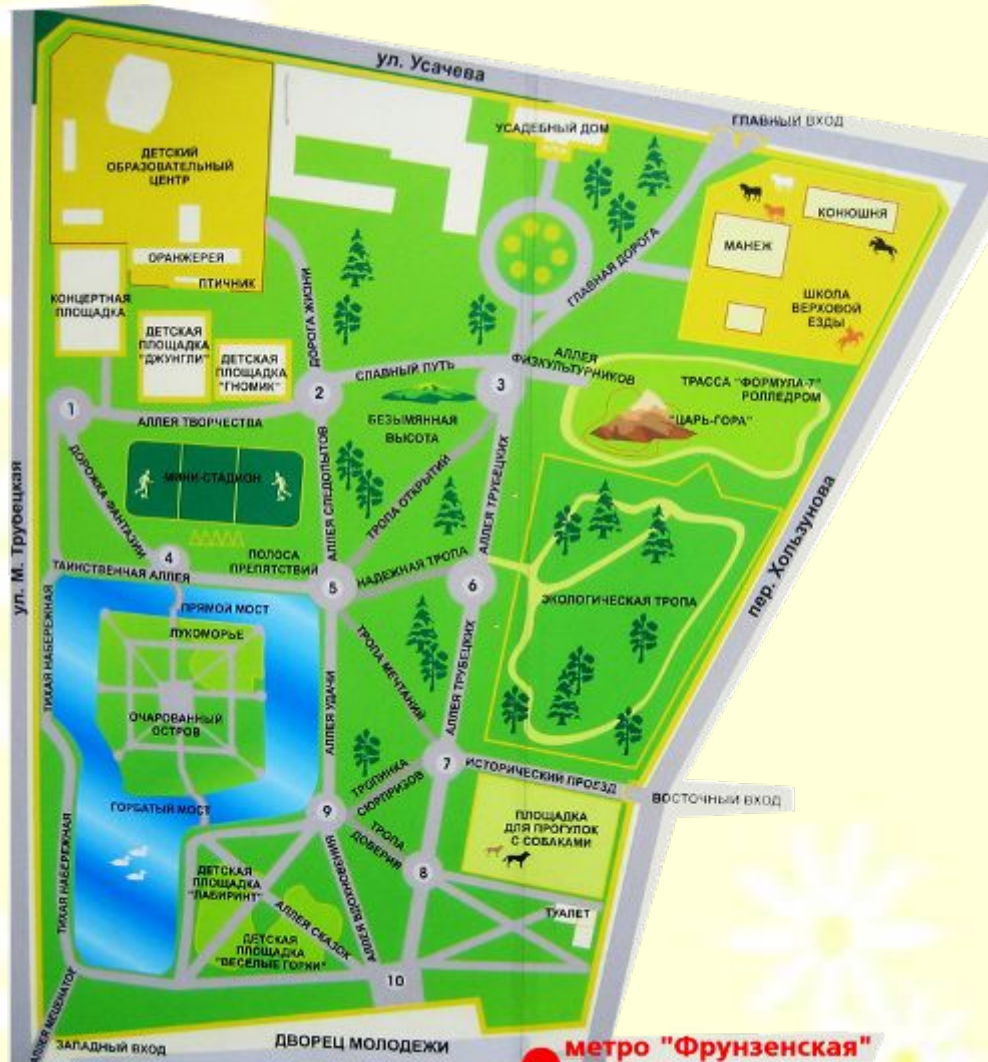 ул. Усачева
ГЛАВНЫЙ ВХОД
УСАДЕБНЫЙ ДОМ
ДЕТСКИЙ
ОБРАЗОВАТЕЛЬНЫЙ
ЦЕНТР
КОНЮШНЯ
МАНЕЖ
ОРАНЖЕРЕЯ
ПТИЧНИК
ГЛАВНАЯ ДОРОГА
ШКОЛА
ВЕРХОВОЙ
ЕЗДЫ
КОНЦЕРТНАЯ
ПЛОЩАДКА
ДЕТСКАЯ
ПЛОЩАДКА
"ДЖУНГЛИ"
ДЕТСКАЯ
ПЛОЩАДКА
"ГНОМИК"
ДОРОГА ЖИЗНИ
СЛАВНЫЙ ПУТЬ
АЛЛЕЯ
ФИЗКУЛЬТУРНИКОВ
ТРАССА "ФОРМУЛА-7"
РОЛЛЕДРОМ
"ЦАРЬ-ГОРА"
1
2
3
АЛЛЕЯ ТВОРЧЕСТВА
БЕЗЫМЯННАЯ
ВЫСОТА
ДОРОЖКА ФАНТАЗИИ
МИНИ-СТАДИОН
АЛЛЕЯ СЛЕДОПЫТОВ
ТРОПА ОТКРЫТИЙ
АЛЛЕЯ ТРУБЕЦКИХ
ул. М. Трубецкая
пер. Хользунова
4
ПОЛОСА
ПРЕПЯТСТВИЙ
ТАИНСТВЕННАЯ АЛЛЕЯ
5
НАДЕЖНАЯ ТРОПА
6
ЭКОЛОГИЧЕСКАЯ ТРОПА
ПРЯМОЙ МОСТ
ЛУКОМОРЬЕ
ТИХАЯ НАБЕРЕЖНАЯ
ОЧАРОВАННЫЙ
ОСТРОВ
АЛЛЕЯ УДАЧИ
ТРОПА МЕЧТАНИЙ
АЛЛЕЯ ТРУБЕЦКИХ
7
ИСТОРИЧЕСКИЙ ПРОЕЗД
ВОСТОЧНЫЙ ВХОД
ТРОПИНКА
СЮРПРИЗОВ
ГОРБАТЫЙ МОСТ
9
ТРОПА
ДОВЕРИЯ
ПЛОЩАДКА
ДЛЯ ПРОГУЛОК
С СОБАКАМИ
8
ТИХАЯ НАБЕРЕЖНАЯ
ДЕТСКАЯ
ПЛОЩАДКА
"ЛАБИРИНТ"
АЛЛЕЯ СКАЗОК
АЛЛЕЯ ВДОХНОВЕНИЯ
ТУАЛЕТ
ДЕТСКАЯ
ПЛОЩАДКА
"ВЕСЕЛЫЕ ГОРКИ"
10
АЛЛЕЯ МЕЦЕНАТОВ
ЗАПАДНЫЙ ВХОД
ДВОРЕЦ МОЛОДЕЖИ
метро "Фрунзенская"